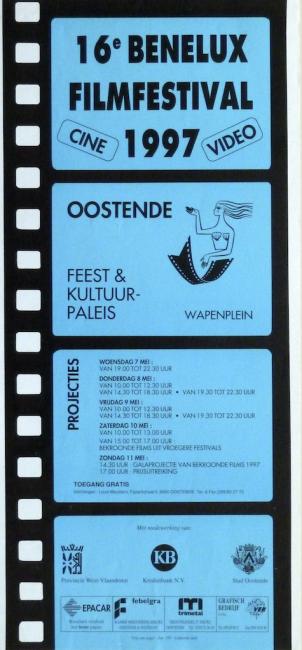 16e BENELUX
FILMFESTIVAL
CINE 1997 VIDEO
OOSTENDE
FEEST &
KULTUUR-
PALEIS
WAPENPLEIN
PROJECTIES
WOENSDAG 7 MEI :
VAN 19.00 TOT 22.30 UUR
DONDERDAG 8 MEI :
VAN 10.00 TOT 12.30 UUR
VAN 14.30 TOT 18.30 UUR • VAN 19.30 TOT 22.30 UUR
VRIJDAG 9 MEI :
VAN 10.00 TOT 12.30 UUR
VAN 14.30 TOT 18.30 UUR • VAN 19.30 TOT 22.30 UUR
ZATERDAG 10 MEI :
VAN 10.00 TOT 13.00 UUR
VAN 15.00 TOT 17.00 UUR
BEKROONDE FILMS UIT VROEGERE FESTIVALS
ZONDAG 11 MEI :
14.30 UUR : GALAPROJECTIE VAN BEKROONDE FILMS 1997
17.00 UUR : PRIJSUITREIKING
TOEGANG GRATIS
Met medewerking van:
KB
Provincie West-Vlaanderen
Kredietbank N.V.
Stad Oostende
EPACAR
febelgra
trimetal
GRAFISCH
BEDRIJF